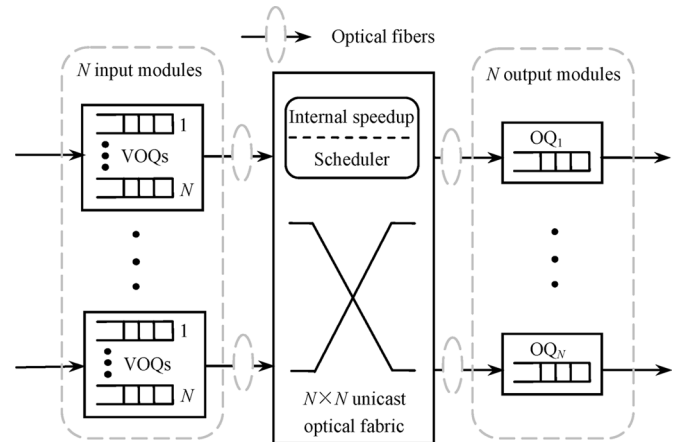 Optical fibers
N input modules
1
VOQs
N
1
VOQs
N
Internal speedup
Scheduler
N×N unicast
optical fabric
N output modules
OQ1
OQN